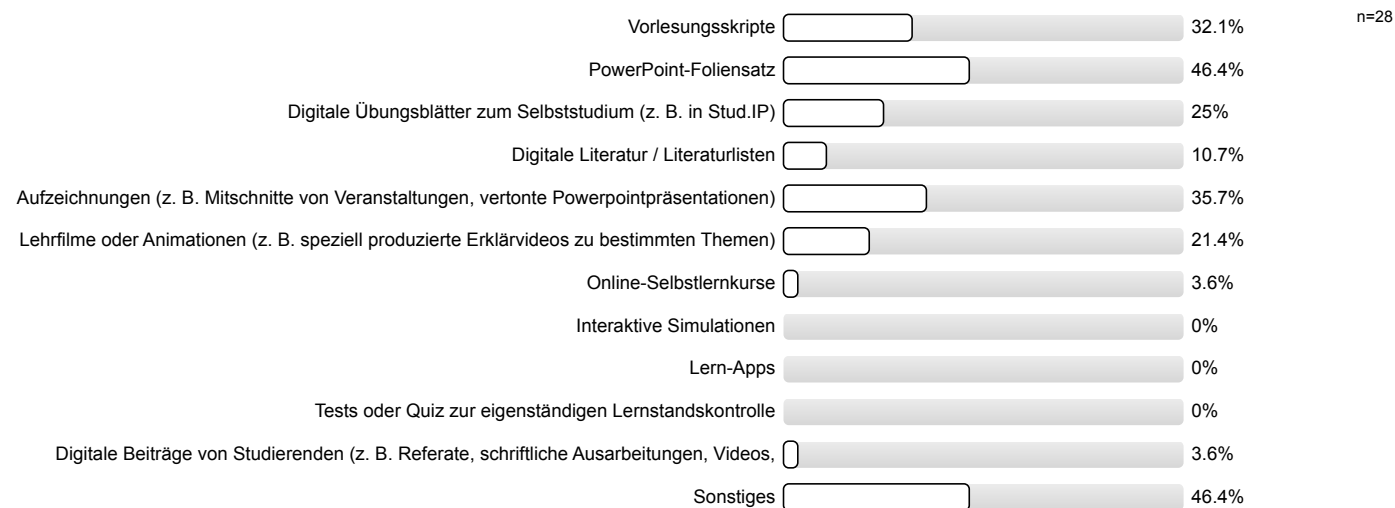 n=28
Vorlesungsskripte 32.1%
PowerPoint-Foliensatz 46.4%
Digitale Übungsblätter zum Selbststudium (z. B. in Stud.IP) 25%
Digitale Literatur / Literaturlisten 10.7%
Aufzeichnungen (z. B. Mitschnitte von Veranstaltungen, vertonte Powerpointpräsentationen) 35.7%
Lehrfilme oder Animationen (z. B. speziell produzierte Erklärvideos zu bestimmten Themen) 21.4%
Online-Selbstlernkurse 3.6%
Interaktive Simulationen 0%
Lern-Apps 0%
Tests oder Quiz zur eigenständigen Lernstandskontrolle 0%
Digitale Beiträge von Studierenden (z. B. Referate, schriftliche Ausarbeitungen, Videos, 3.6%
Sonstiges 46.4%